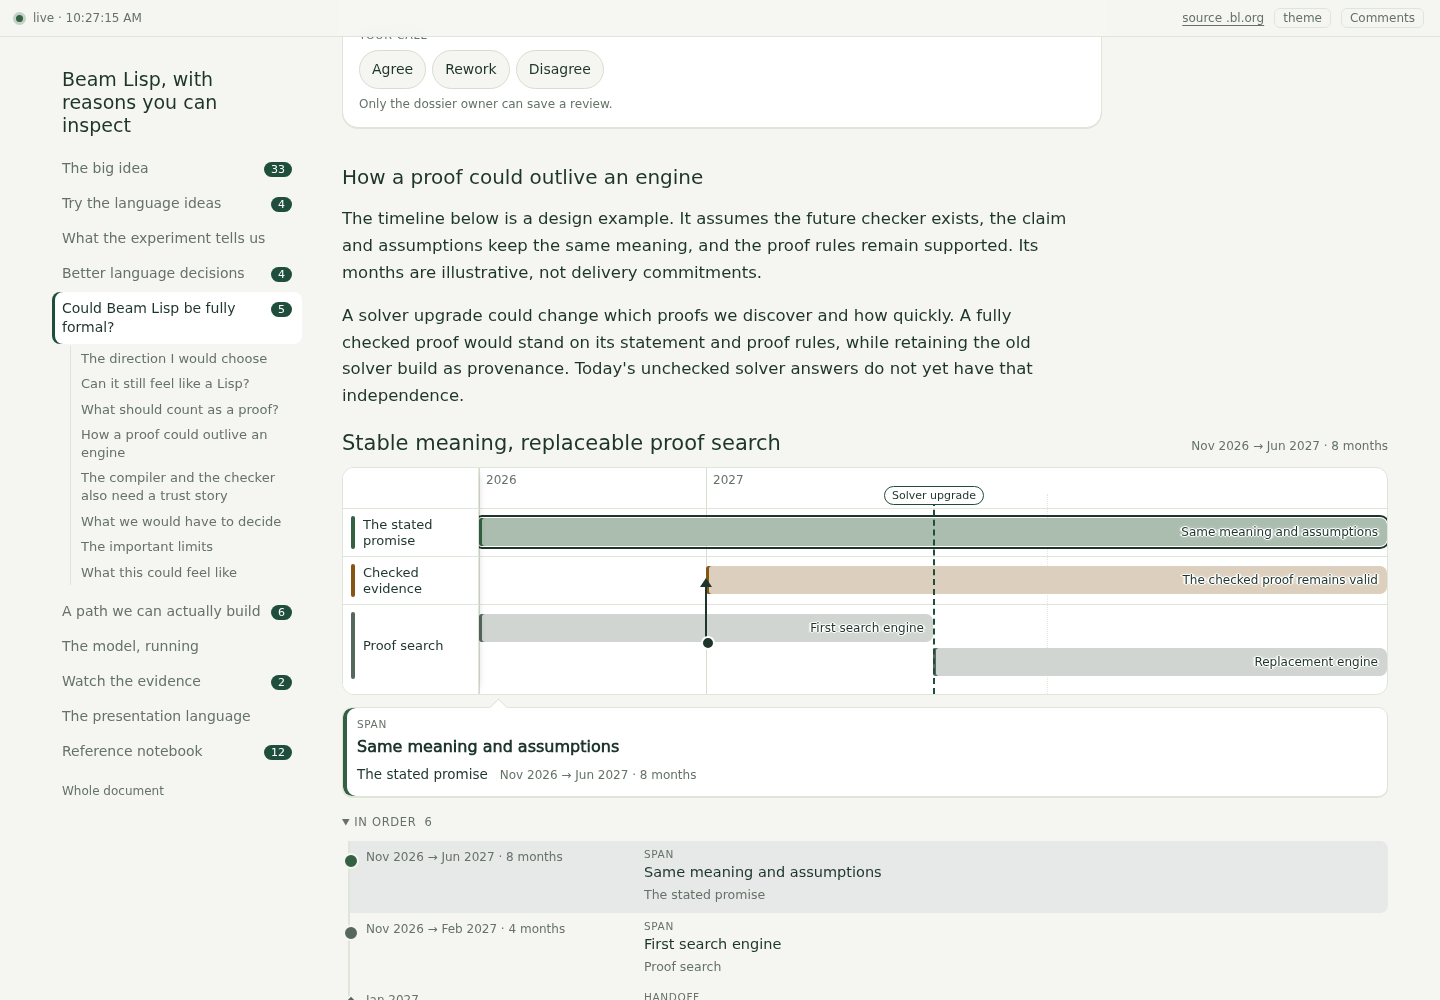 live · 10:27:15 AM
source .bl.org
theme
Comments
Beam Lisp, with
reasons you can
inspect
The big idea 33
Try the language ideas 4
What the experiment tells us
Better language decisions 4
Could Beam Lisp be fully
formal? 5
The direction I would choose
Can it still feel like a Lisp?
What should count as a proof?
How a proof could outlive an
engine
The compiler and the checker
also need a trust story
What we would have to decide
The important limits
What this could feel like
A path we can actually build 6
The model, running
Watch the evidence 2
The presentation language
Reference notebook 12
Whole document
Agree Rework Disagree
Only the dossier owner can save a review.
How a proof could outlive an engine
The timeline below is a design example. It assumes the future checker exists, the claim
and assumptions keep the same meaning, and the proof rules remain supported. Its
months are illustrative, not delivery commitments.
A solver upgrade could change which proofs we discover and how quickly. A fully
checked proof would stand on its statement and proof rules, while retaining the old
solver build as provenance. Today's unchecked solver answers do not yet have that
independence.
Stable meaning, replaceable proof search
Nov 2026 → Jun 2027 · 8 months
2026 2027
Solver upgrade
The stated
promise
Same meaning and assumptions
Checked
evidence
The checked proof remains valid
Proof search
First search engine
Replacement engine
SPAN
Same meaning and assumptions
The stated promise Nov 2026 → Jun 2027 · 8 months
▼ IN ORDER 6
Nov 2026 → Jun 2027 · 8 months
SPAN
Same meaning and assumptions
The stated promise
Nov 2026 → Feb 2027 · 4 months
SPAN
First search engine
Proof search
Jan 2027
HANDOFF